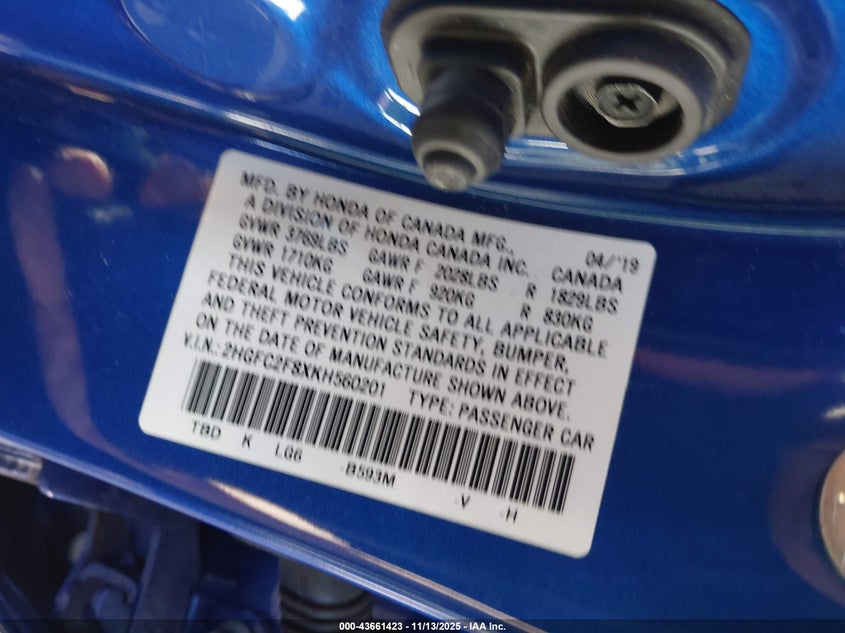 MFD. BY HONDA OF CANADA MFG.
A DIVISION OF HONDA CANADA INC. CANADA 04/'19
GVWR 3769LBS GAWR F 2028LBS R 1829LBS
GVWR 1710KG GAWR F 920KG R 830KG
THIS VEHICLE CONFORMS TO ALL APPLICABLE
FEDERAL MOTOR VEHICLE SAFETY, BUMPER,
AND THEFT PREVENTION STANDARDS IN EFFECT
ON THE DATE OF MANUFACTURE SHOWN ABOVE.
V.I.N.: 2HGFC2F8XKH560201 TYPE: PASSENGER CAR
TBD K LG6 -B593M -V -H
000-43661423 - 11/13/2025 - IAA Inc.